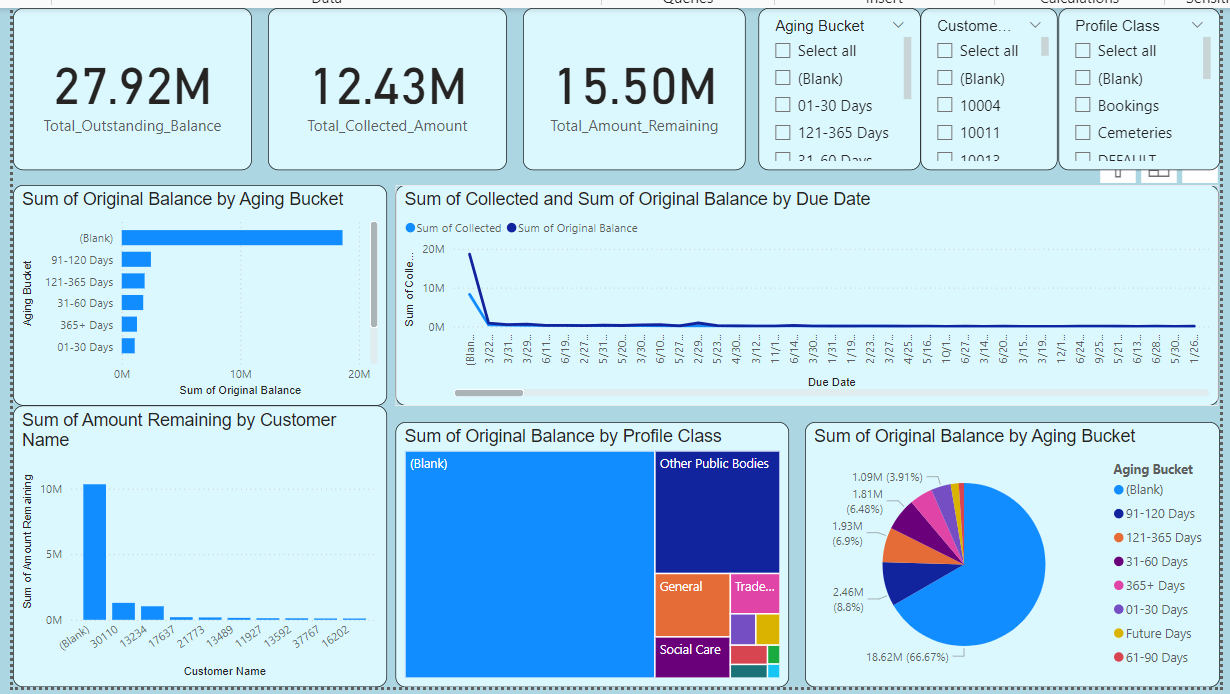 Data Queries Insert Calculations
27.92M
Total_Outstanding_Balance
12.43M
Total_Collected_Amount
15.50M
Total_Amount_Remaining
Aging Bucket
Select all
(Blank)
01-30 Days
121-365 Days
31-60 Days
Custome...
Select all
(Blank)
10004
10011
10013
Profile Class
Select all
(Blank)
Bookings
Cemeteries
DEFAULT
Sum of Original Balance by Aging Bucket
Aging Bucket
(Blank)
91-120 Days
121-365 Days
31-60 Days
365+ Days
01-30 Days
0M 10M 20M
Sum of Original Balance
Sum of Collected and Sum of Original Balance by Due Date
Sum of Collected Sum of Original Balance
Sum of Colle...
20M
10M
0M
(Blan... 3/22... 3/31... 3/29... 6/11... 6/19... 2/27... 5/31... 5/20... 3/30... 6/10... 5/27... 2/29... 5/23... 4/30... 3/12... 11/1... 6/14... 3/30... 1/31... 1/19... 2/23... 3/27... 4/25... 5/16... 10/1... 6/27... 3/14... 6/20... 3/15... 3/19... 12/1... 6/24... 9/25... 5/21... 6/13... 6/28... 5/30... 1/26...
Due Date
Sum of Amount Remaining by Customer
Name
Sum of Amount Remaining
10M
5M
0M
(Blank) 30110 13234 17637 21773 13489 11927 13592 37767 16202
Customer Name
Sum of Original Balance by Profile Class
(Blank)
Other Public Bodies
General
Trade...
Social Care
Sum of Original Balance by Aging Bucket
1.09M (3.91%)
1.81M
(6.48%)
1.93M
(6.9%)
2.46M
(8.8%)
18.62M (66.67%)
Aging Bucket
(Blank)
91-120 Days
121-365 Days
31-60 Days
365+ Days
01-30 Days
Future Days
61-90 Days